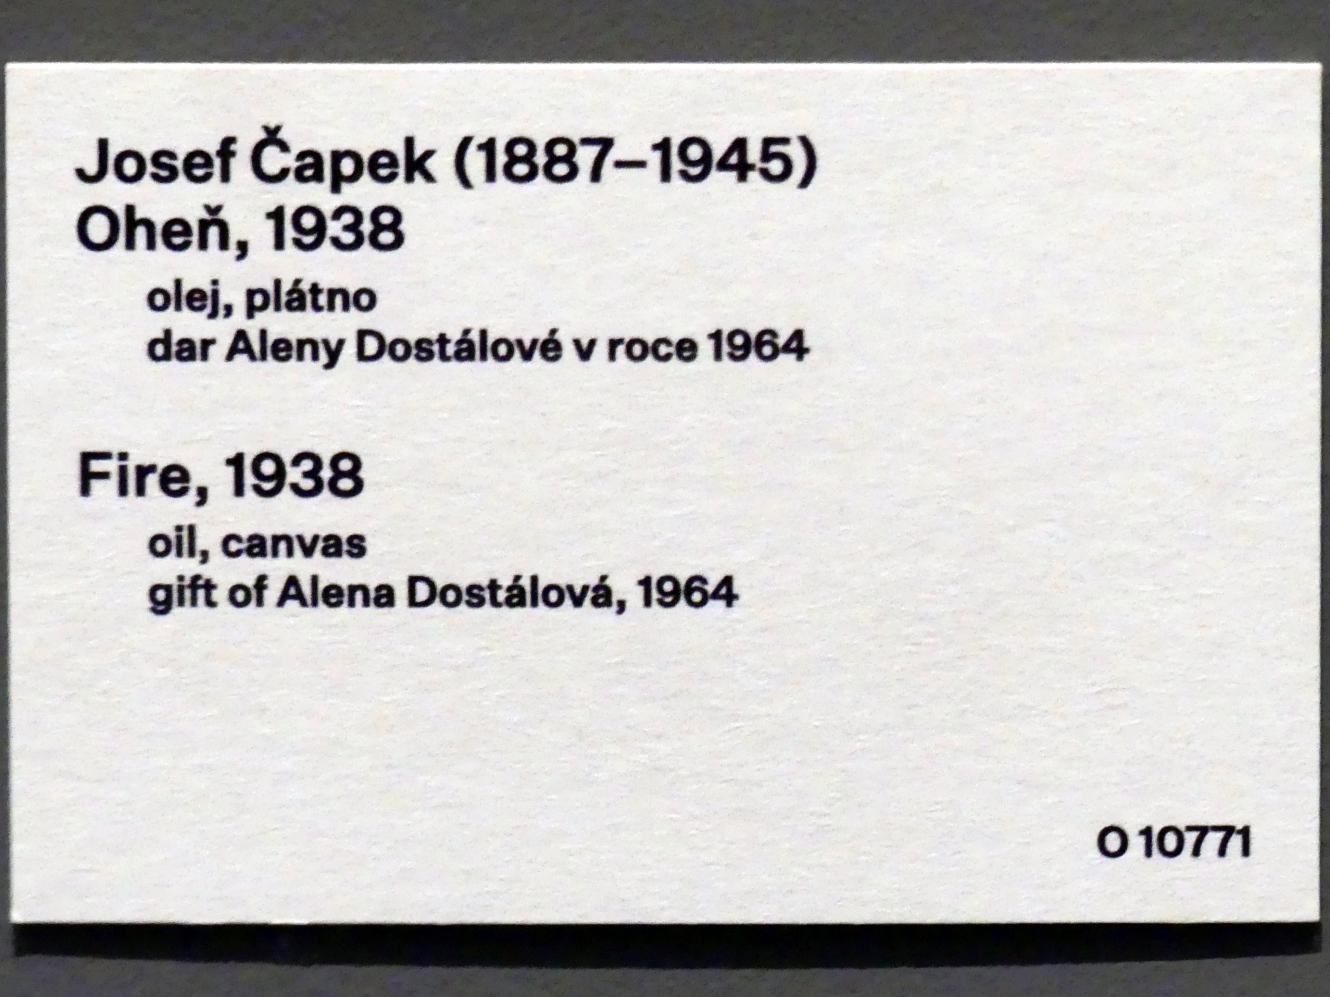 Josef Čapek (1887–1945)
Oheň, 1938
olej, plátno
dar Aleny Dostálové v roce 1964
Fire, 1938
oil, canvas
gift of Alena Dostálová, 1964
O 10771